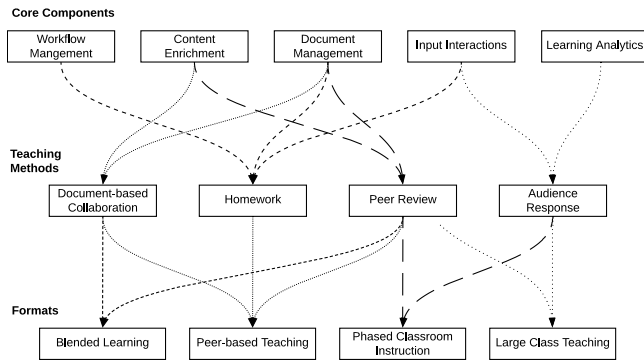 Core Components
Workflow
Mangement
Content
Enrichment
Document
Management
Input Interactions
Learning Analytics
Teaching
Methods
Document-based
Collaboration
Homework
Peer Review
Audience
Response
Formats
Blended Learning
Peer-based Teaching
Phased Classroom
Instruction
Large Class Teaching